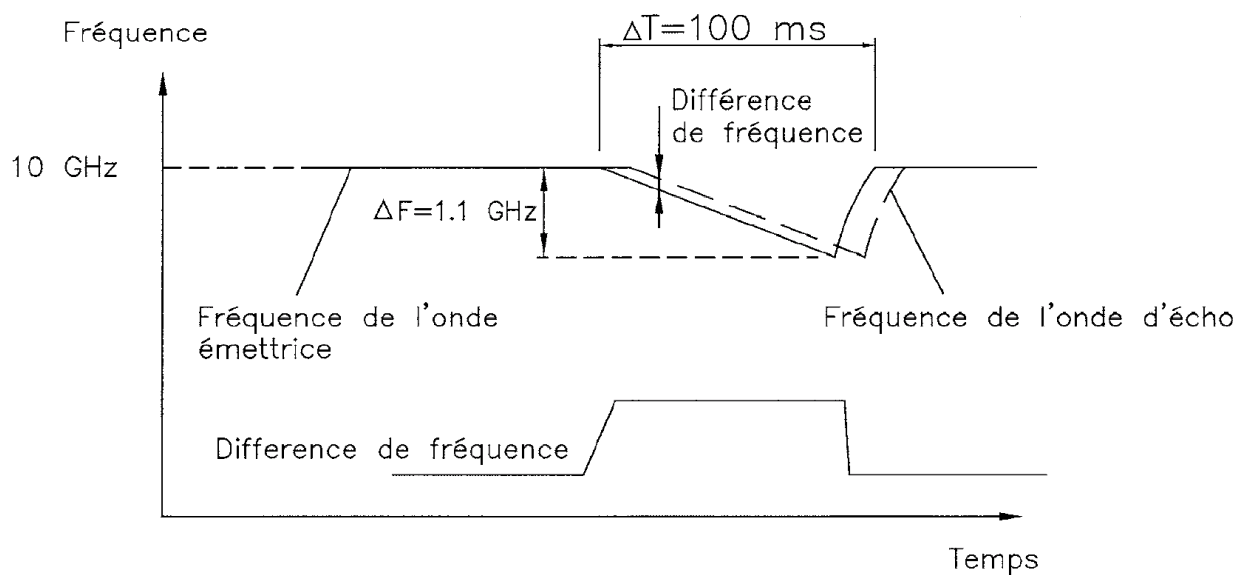 Fréquence
ΔT=100 ms
Différence
de fréquence
10 GHz
ΔF=1.1 GHz
Fréquence de l'onde
émettrice
Fréquence de l'onde d'écho
Difference de fréquence
Temps